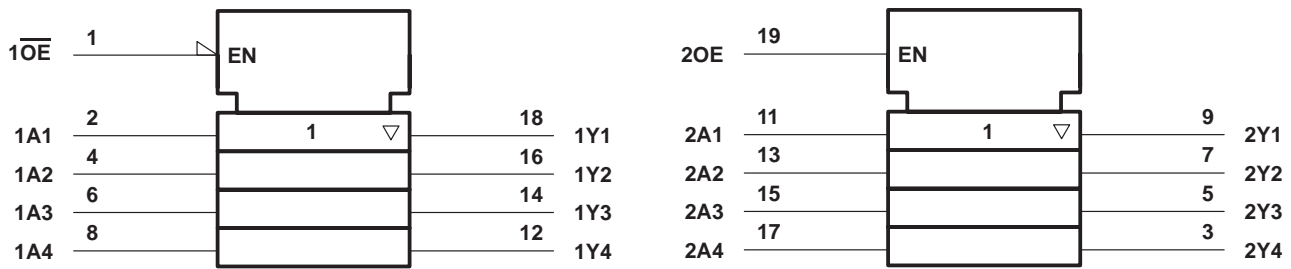 1O̅E̅ 1 EN 2OE 19 EN
1A1 2 1 ▽ 18 1Y1 2A1 11 1 ▽ 9 2Y1
1A2 4 16 1Y2 2A2 13 7 2Y2
1A3 6 14 1Y3 2A3 15 5 2Y3
1A4 8 12 1Y4 2A4 17 3 2Y4